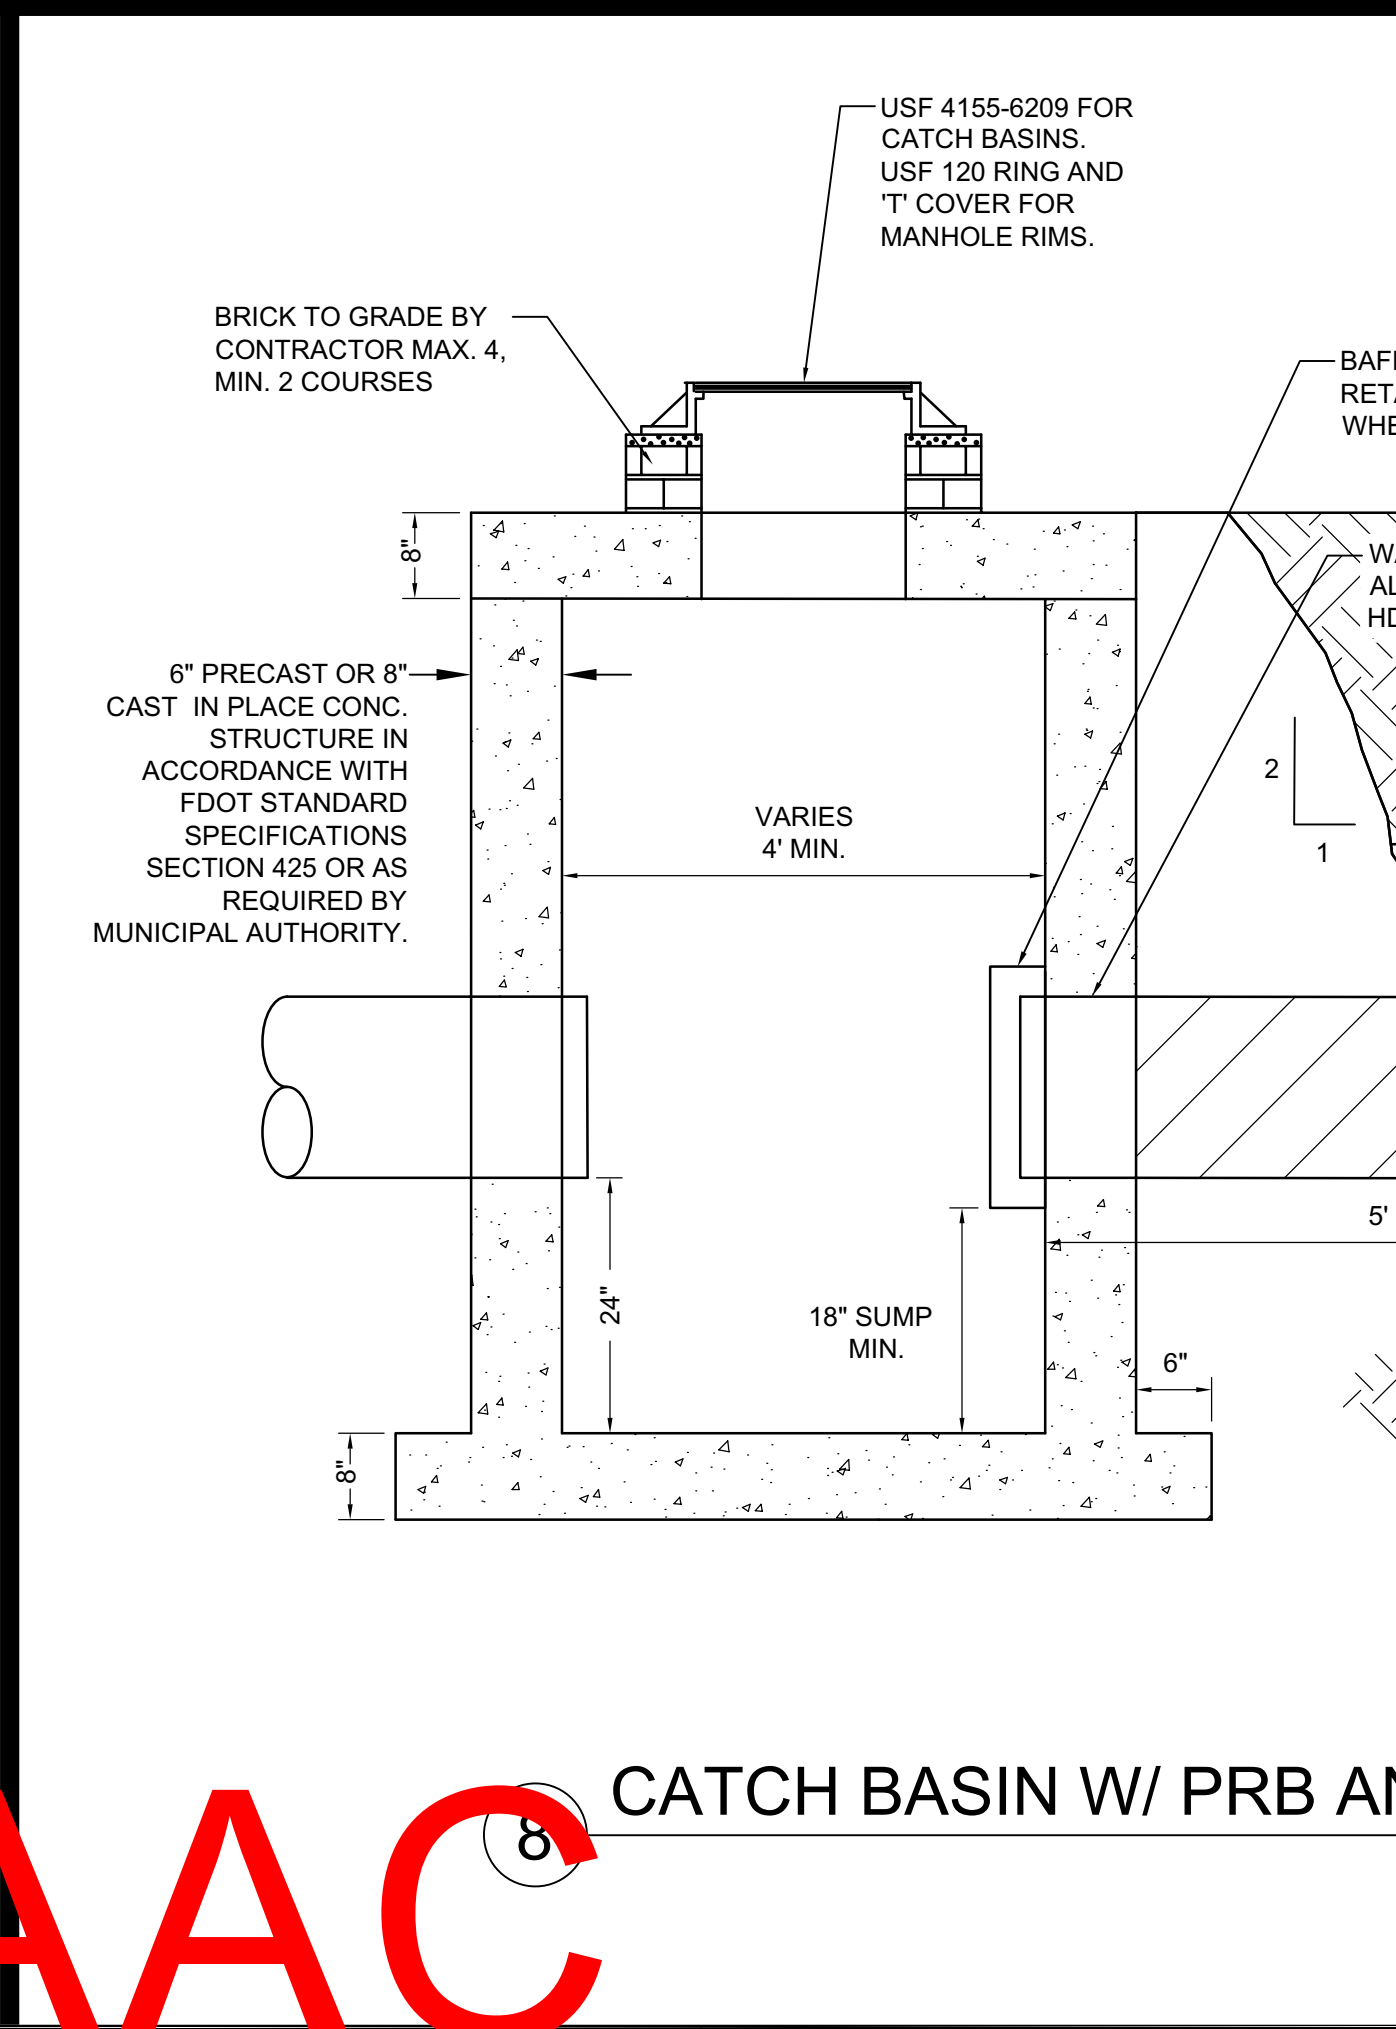 USF 4155-6209 FOR
CATCH BASINS.
USF 120 RING AND
'T' COVER FOR
MANHOLE RIMS.
BRICK TO GRADE BY
CONTRACTOR MAX. 4,
MIN. 2 COURSES
8"
6" PRECAST OR 8"
CAST IN PLACE CONC.
STRUCTURE IN
ACCORDANCE WITH
FDOT STANDARD
SPECIFICATIONS
SECTION 425 OR AS
REQUIRED BY
MUNICIPAL AUTHORITY.
VARIES
4' MIN.
2
1
5'
24"
18" SUMP
MIN.
6"
8"
8
CATCH BASIN W/ PRB